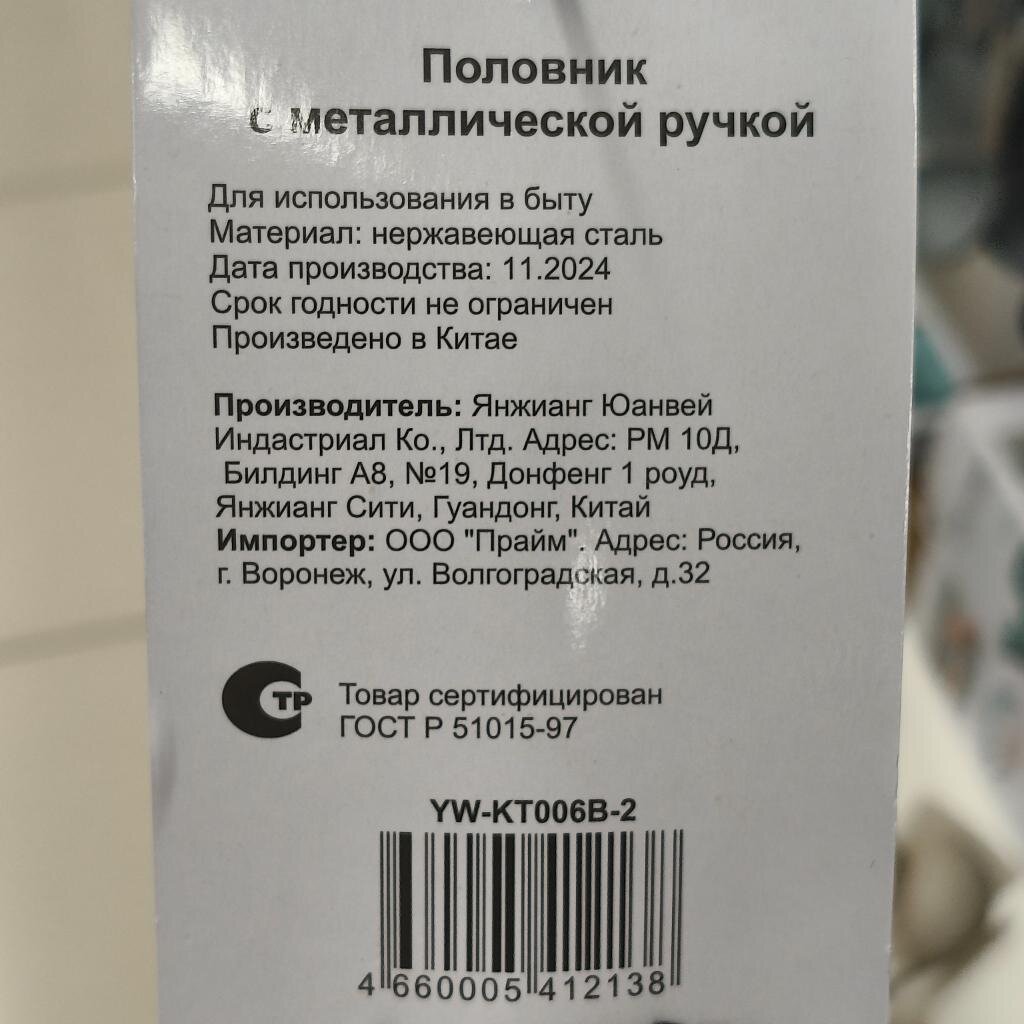 Половник
с металлической ручкой
Для использования в быту
Материал: нержавеющая сталь
Дата производства: 11.2024
Срок годности не ограничен
Произведено в Китае
Производитель: Янжианг Юанвей
Индастриал Ко., Лтд. Адрес: РМ 10Д,
Билдинг А8, №19, Донфенг 1 роуд,
Янжианг Сити, Гуандонг, Китай
Импортер: ООО "Прайм". Адрес: Россия,
г. Воронеж, ул. Волгоградская, д.32
СТР
Товар сертифицирован
ГОСТ Р 51015-97
YW-KT006B-2
4 660005 412138